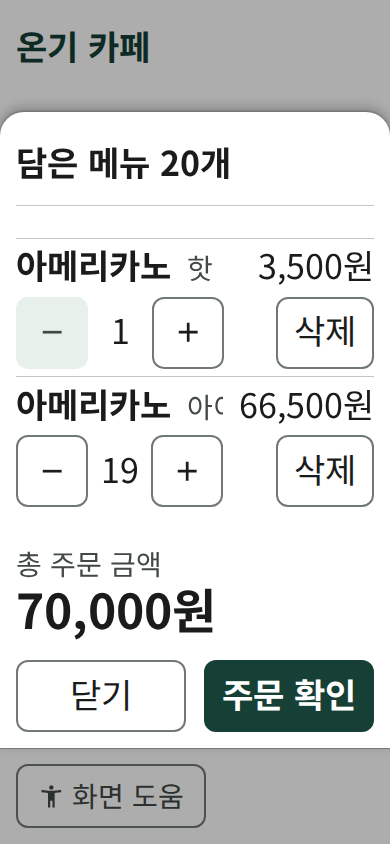 온기 카페
담은 메뉴 20개
아메리카노 핫 3,500원
− 1 + 삭제
아메리카노 66,500원
− 19 + 삭제
총 주문 금액
70,000원
닫기 주문 확인
화면 도움